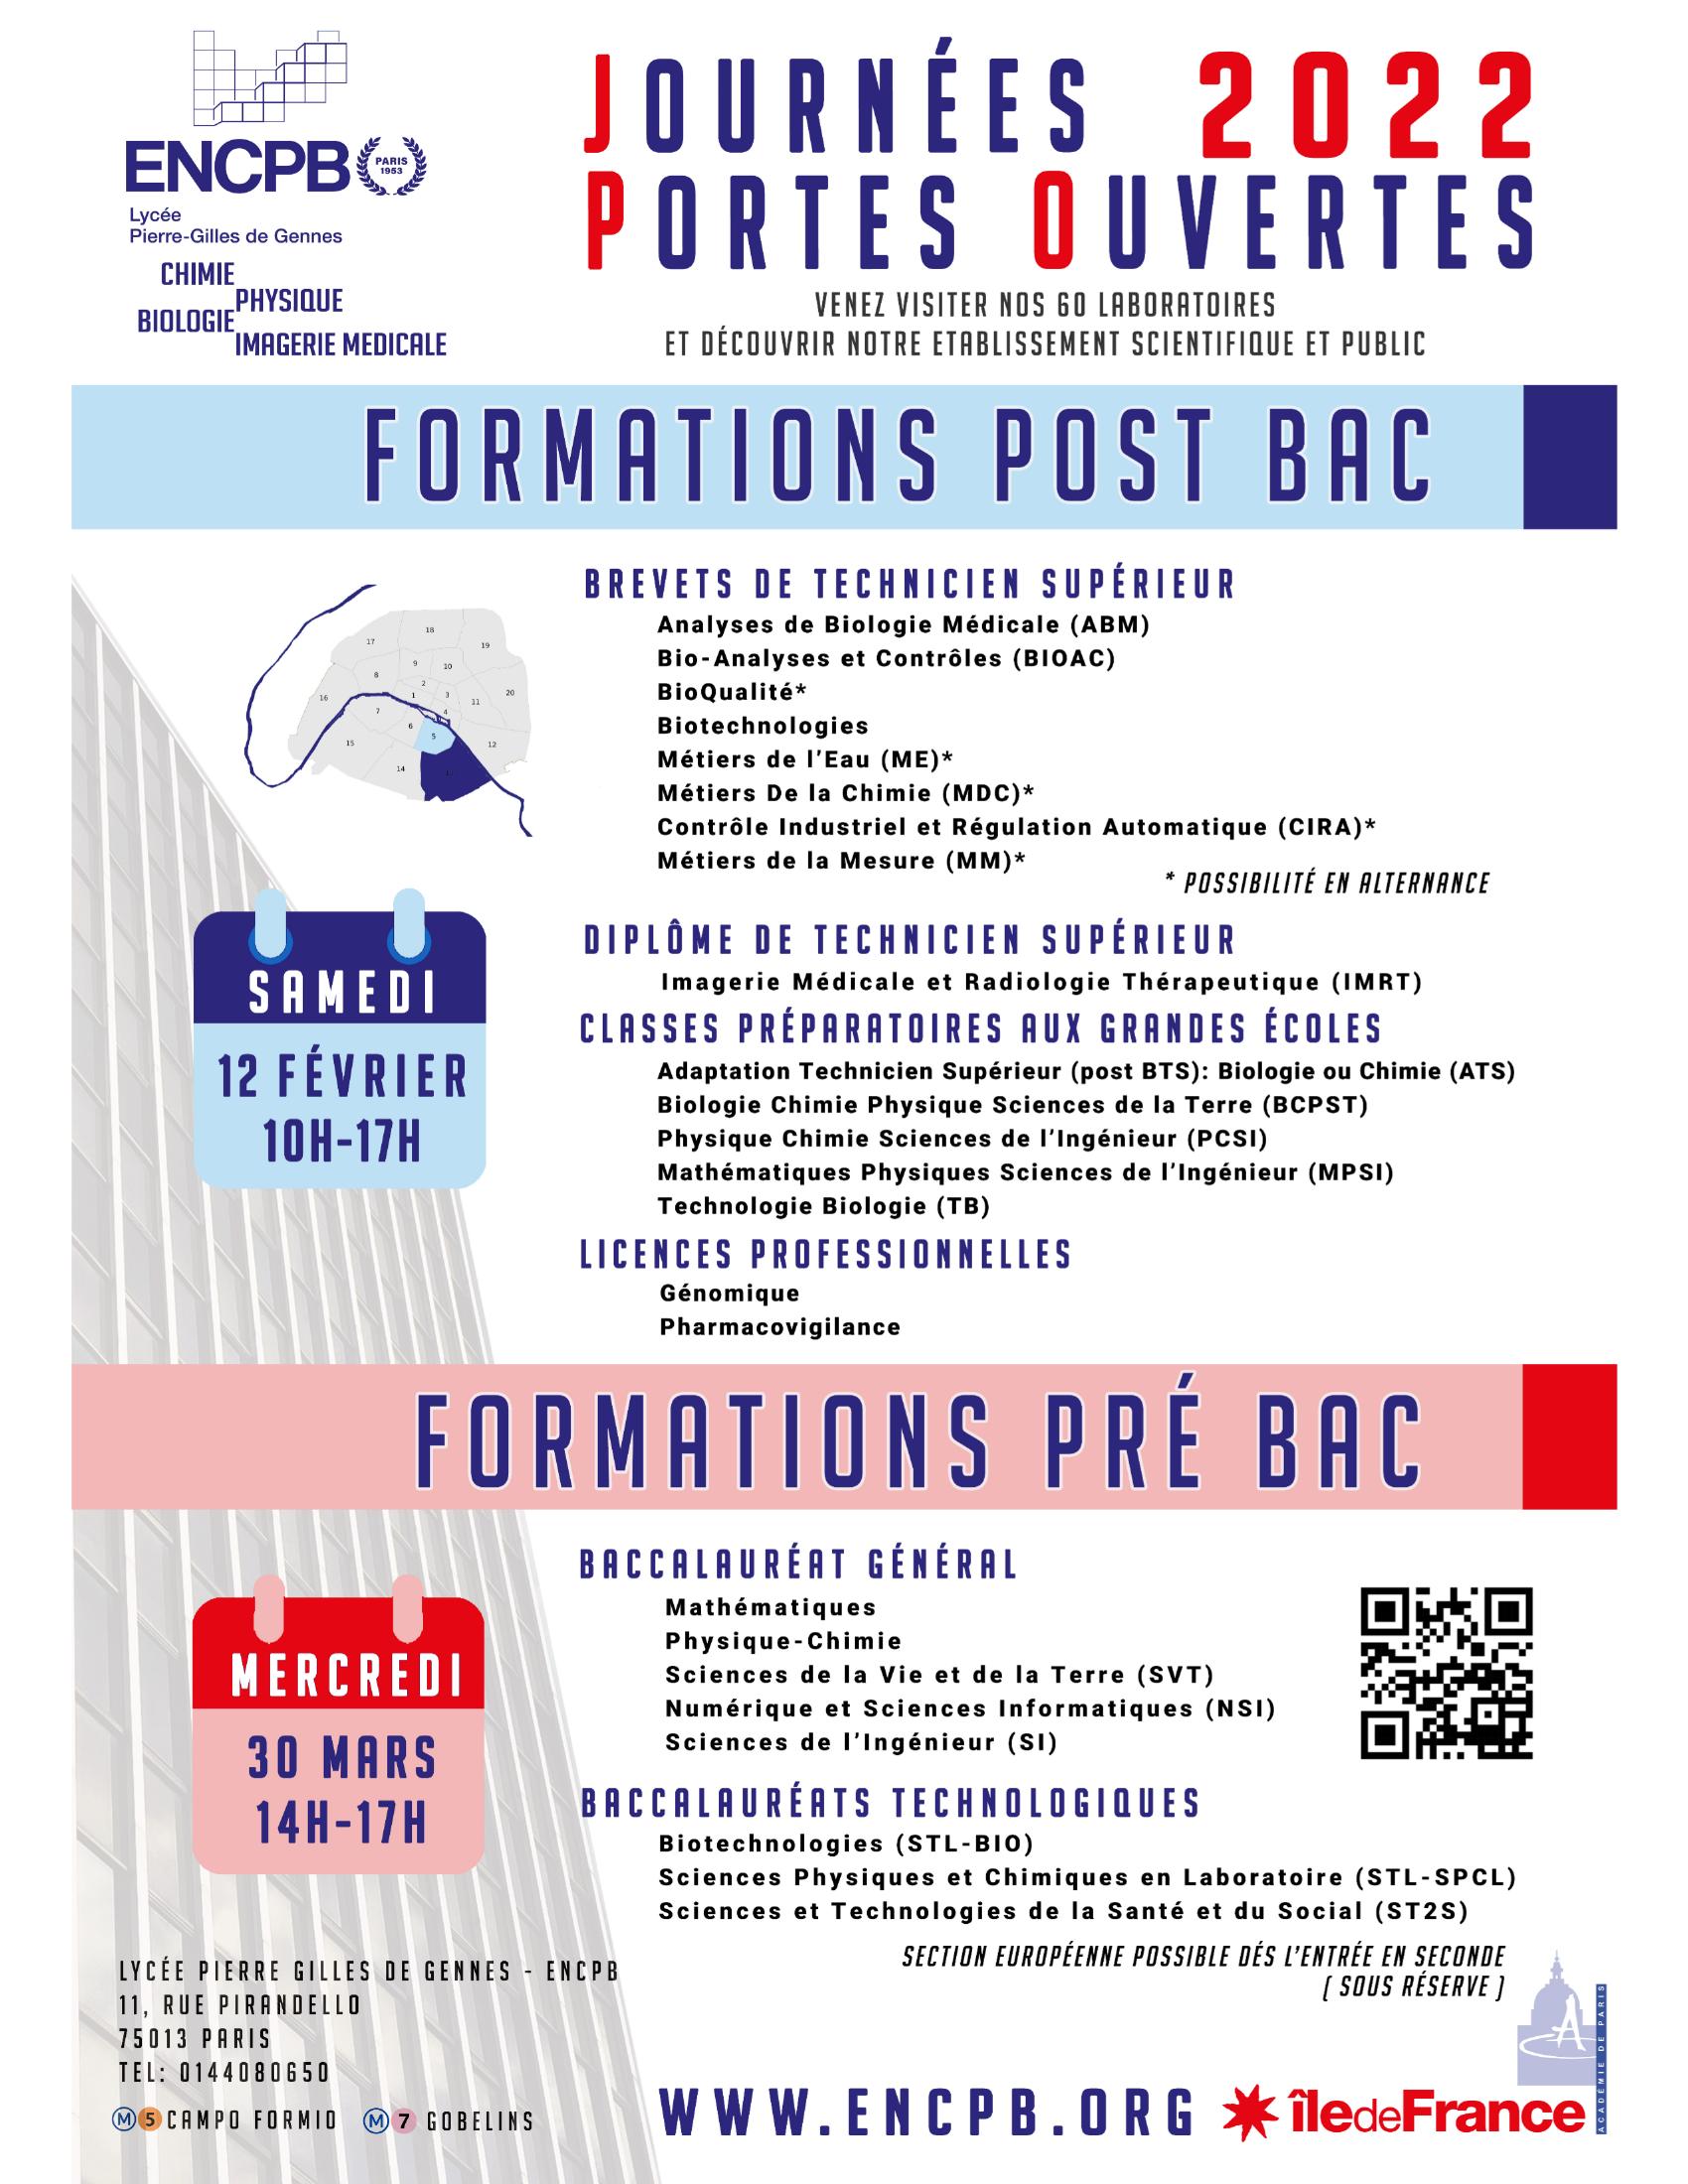 ENCPB
PARIS
1953
Lycée
Pierre-Gilles de Gennes
CHIMIE
PHYSIQUE
BIOLOGIE
IMAGERIE MEDICALE
JOURNÉES 2022
PORTES OUVERTES
VENEZ VISITER NOS 60 LABORATOIRES
ET DÉCOUVRIR NOTRE ETABLISSEMENT SCIENTIFIQUE ET PUBLIC
FORMATIONS POST BAC
18
17
19
9
10
8
2
16
1
3
20
11
7
4
6
5
15
12
14
SAMEDI
12 FÉVRIER
10H-17H
BREVETS DE TECHNICIEN SUPÉRIEUR
Analyses de Biologie Médicale (ABM)
Bio-Analyses et Contrôles (BIOAC)
BioQualité*
Biotechnologies
Métiers de l'Eau (ME)*
Métiers De la Chimie (MDC)*
Contrôle Industriel et Régulation Automatique (CIRA)*
Métiers de la Mesure (MM)*
* POSSIBILITÉ EN ALTERNANCE
DIPLÔME DE TECHNICIEN SUPÉRIEUR
Imagerie Médicale et Radiologie Thérapeutique (IMRT)
CLASSES PRÉPARATOIRES AUX GRANDES ÉCOLES
Adaptation Technicien Supérieur (post BTS): Biologie ou Chimie (ATS)
Biologie Chimie Physique Sciences de la Terre (BCPST)
Physique Chimie Sciences de l'Ingénieur (PCSI)
Mathématiques Physiques Sciences de l'Ingénieur (MPSI)
Technologie Biologie (TB)
LICENCES PROFESSIONNELLES
Génomique
Pharmacovigilance
FORMATIONS PRÉ BAC
MERCREDI
30 MARS
14H-17H
BACCALAURÉAT GÉNÉRAL
Mathématiques
Physique-Chimie
Sciences de la Vie et de la Terre (SVT)
Numérique et Sciences Informatiques (NSI)
Sciences de l'Ingénieur (SI)
BACCALAURÉATS TECHNOLOGIQUES
Biotechnologies (STL-BIO)
Sciences Physiques et Chimiques en Laboratoire (STL-SPCL)
Sciences et Technologies de la Santé et du Social (ST2S)
SECTION EUROPÉENNE POSSIBLE DÉS L'ENTRÉE EN SECONDE
( SOUS RÉSERVE )
LYCÉE PIERRE GILLES DE GENNES - ENCPB
11, RUE PIRANDELLO
75013 PARIS
TEL: 0144080650
M 5 CAMPO FORMIO M 7 GOBELINS
WWW.ENCPB.ORG
îledeFrance
A
ACADÉMIE DE PARIS